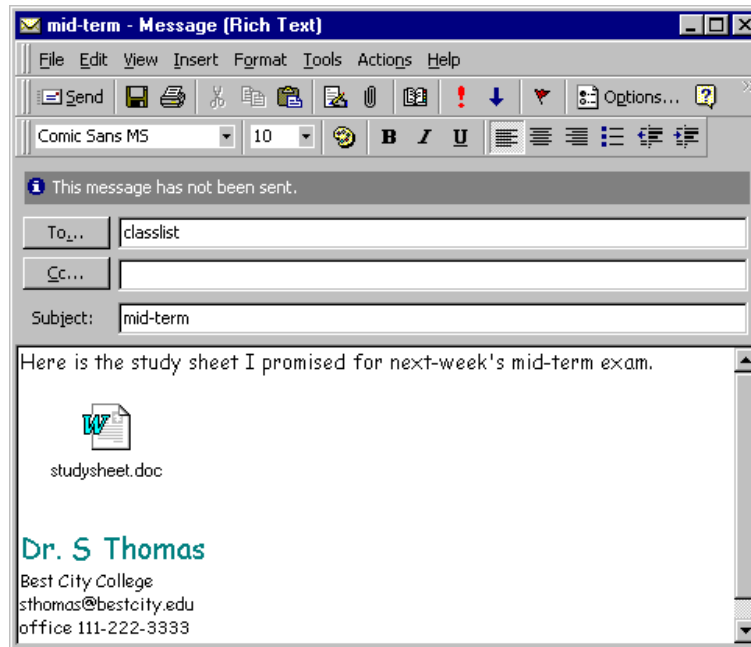 mid-term - Message (Rich Text)
File Edit View Insert Format Tools Actions Help
Send Options...
Comic Sans MS 10 B I U
This message has not been sent.
To... classlist
Cc...
Subject: mid-term
Here is the study sheet I promised for next-week's mid-term exam.
W
studysheet.doc
Dr. S Thomas
Best City College
sthomas@bestcity.edu
office 111-222-3333